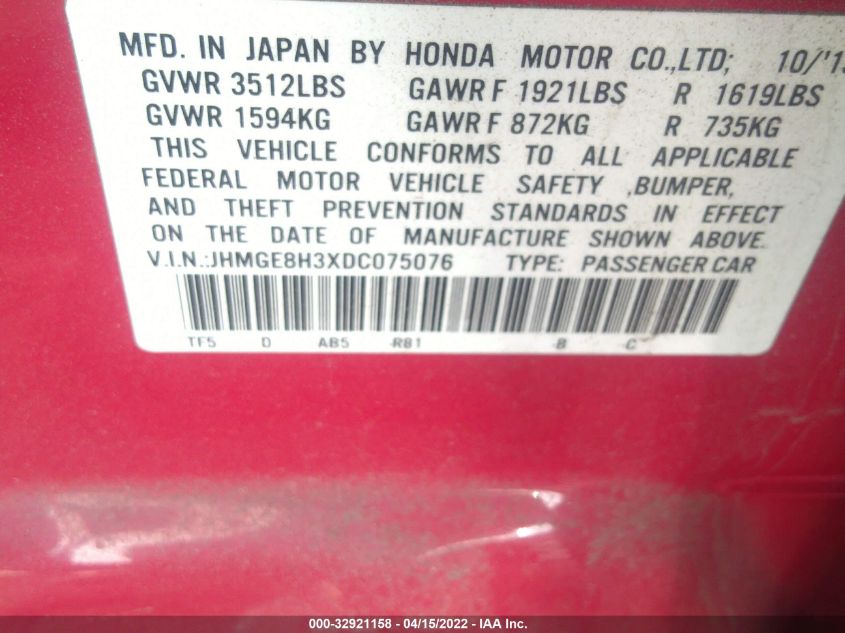 MFD. IN JAPAN BY HONDA MOTOR CO.,LTD; 10/'13
GVWR 3512LBS GAWR F 1921LBS R 1619LBS
GVWR 1594KG GAWR F 872KG R 735KG
THIS VEHICLE CONFORMS TO ALL APPLICABLE
FEDERAL MOTOR VEHICLE SAFETY ,BUMPER,
AND THEFT PREVENTION STANDARDS IN EFFECT
ON THE DATE OF MANUFACTURE SHOWN ABOVE.
V.I.N.:JHMGE8H3XDC075076 TYPE: PASSENGER CAR
TF5 D AB5 -R81 -B -C
000-32921158 - 04/15/2022 - IAA Inc.